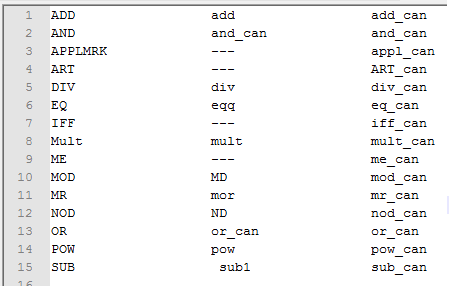 1 ADD add add_can
2 AND and_can and_can
3 APPLMRK --- appl_can
4 ART --- ART_can
5 DIV div div_can
6 EQ eqq eq_can
7 IFF --- iff_can
8 Mult mult mult_can
9 ME --- me_can
10 MOD MD mod_can
11 MR mor mr_can
12 NOD ND nod_can
13 OR or_can or_can
14 POW pow pow_can
15 SUB sub1 sub_can
16